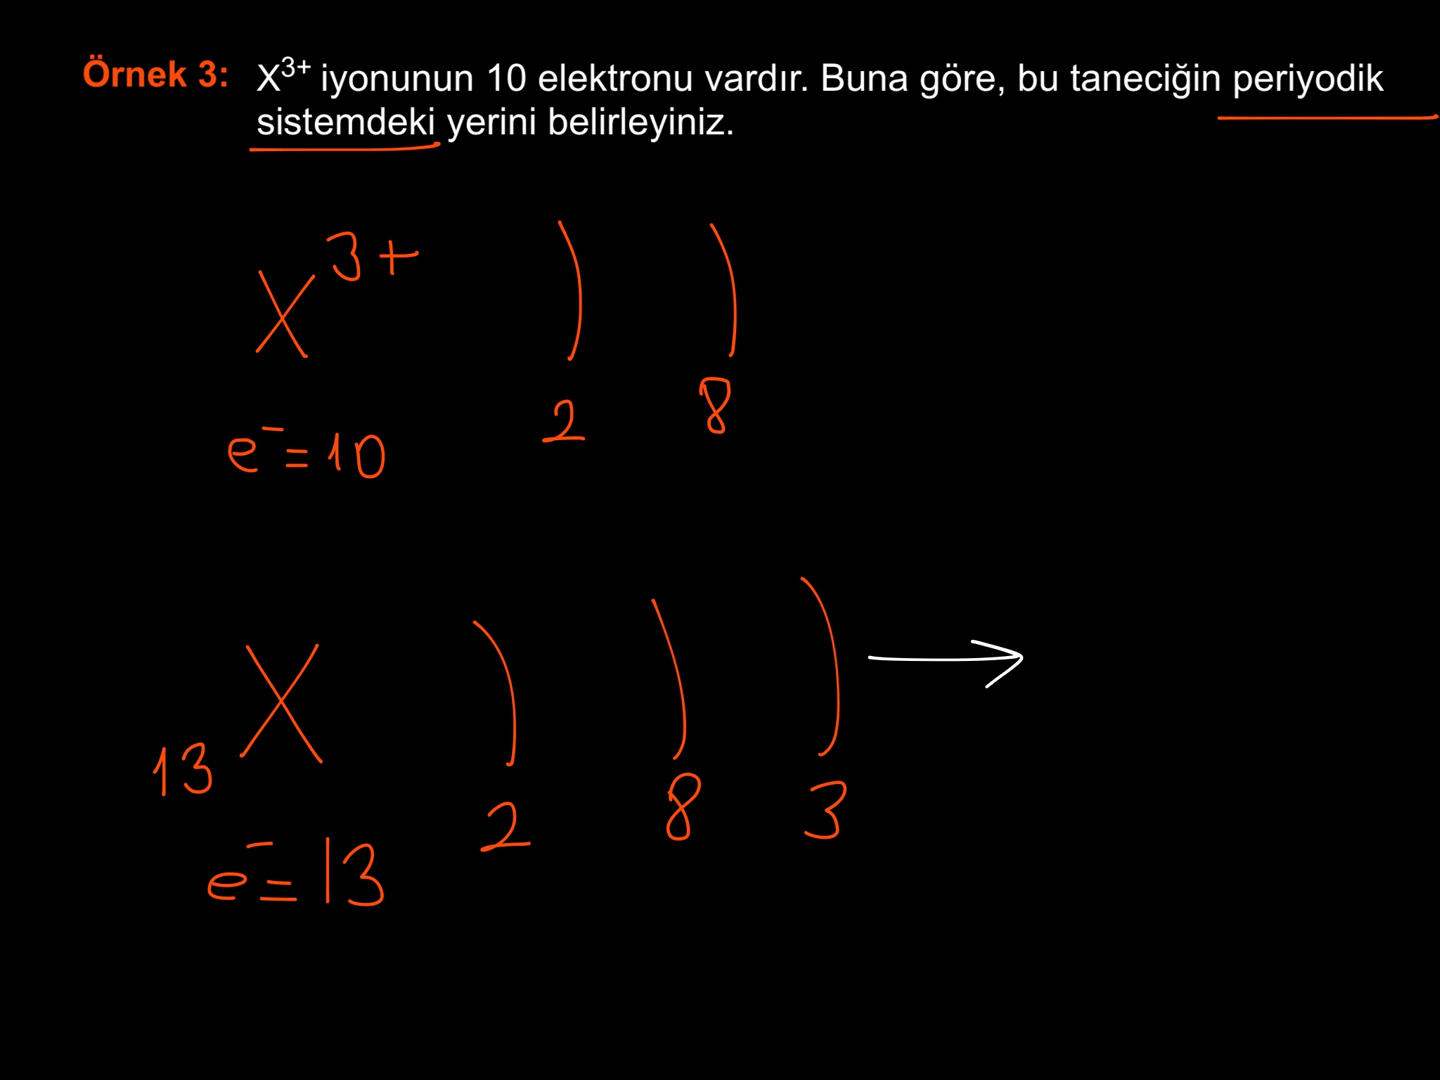 Örnek 3: X³⁺ iyonunun 10 elektronu vardır. Buna göre, bu taneciğin periyodik
sistemdeki yerini belirleyiniz.
X³⁺ ) )
2 8
e⁻=10
X ) ) ) →
13
2 8 3
e⁻=13